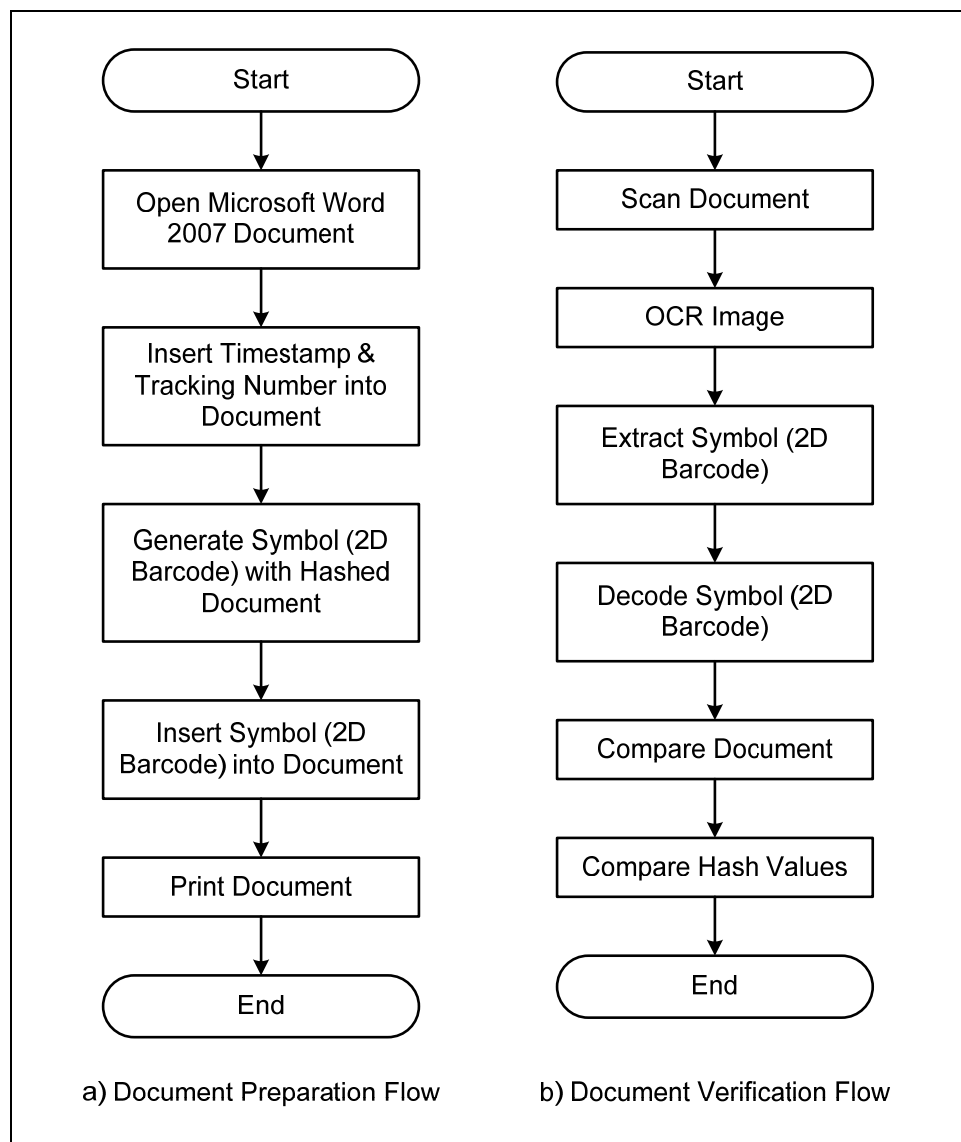 Start
Open Microsoft Word
2007 Document
Insert Timestamp &
Tracking Number into
Document
Generate Symbol (2D
Barcode) with Hashed
Document
Insert Symbol (2D
Barcode) into Document
Print Document
End
a) Document Preparation Flow
Start
Scan Document
OCR Image
Extract Symbol (2D
Barcode)
Decode Symbol (2D
Barcode)
Compare Document
Compare Hash Values
End
b) Document Verification Flow